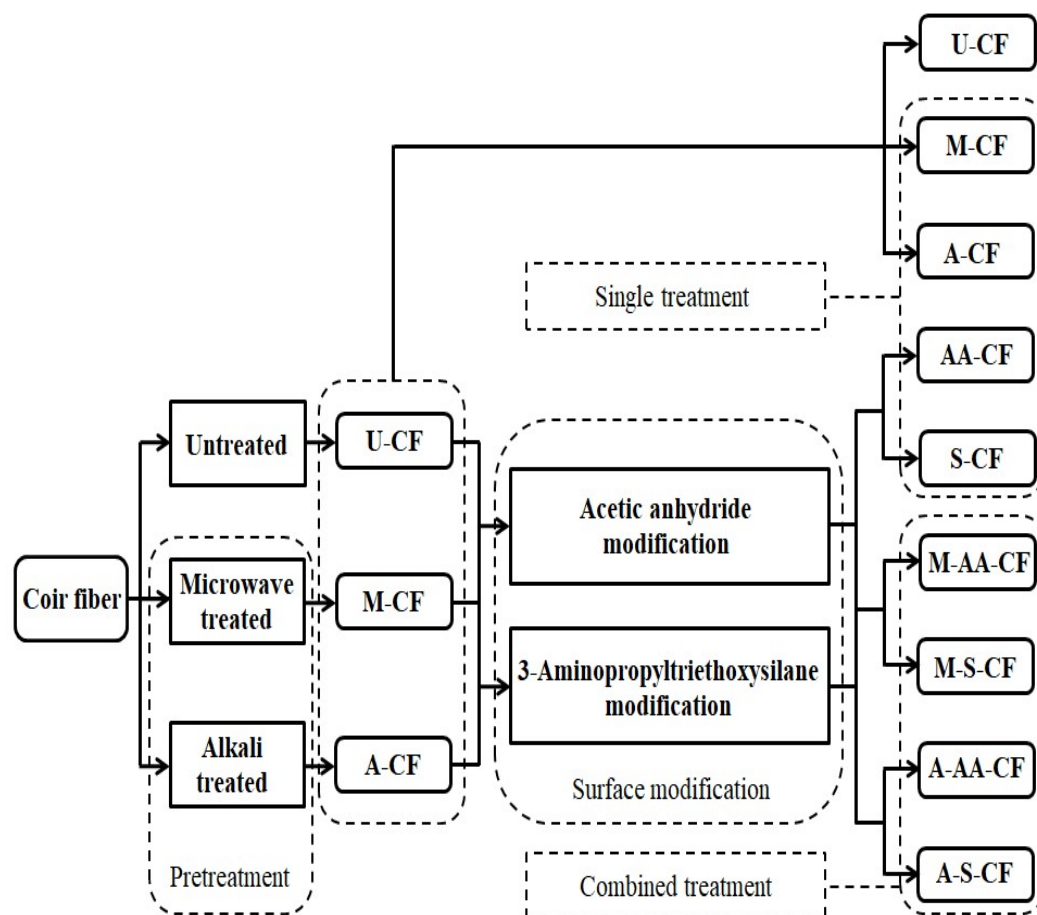 U-CF
M-CF
A-CF
Single treatment
AA-CF
S-CF
Untreated
U-CF
Acetic anhydride
modification
Coir fiber
Microwave
treated
M-CF
3-Aminopropyltriethoxysilane
modification
Alkali
treated
A-CF
Surface modification
Pretreatment
M-AA-CF
M-S-CF
A-AA-CF
A-S-CF
Combined treatment